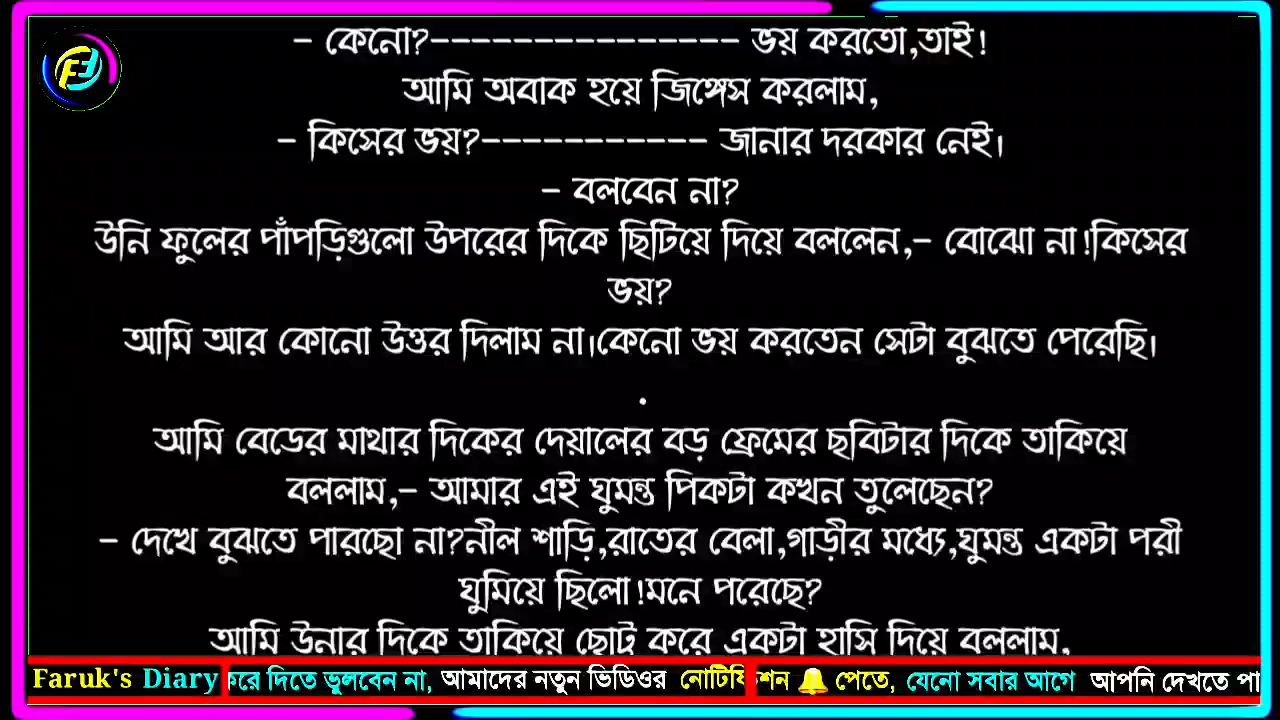 - কেনো?--------------- ভয় করতো,তাই!
আমি অবাক হয়ে জিঙ্গেস করলাম,
- কিসের ভয়?----------- জানার দরকার নেই।
- বলবেন না?
উনি ফুলের পাঁপড়িগুলো উপরের দিকে ছিটিয়ে দিয়ে বললেন,- বোঝো না!কিসের
ভয়?
আমি আর কোনো উত্তর দিলাম না।কেনো ভয় করতেন সেটা বুঝতে পেরেছি।
.
আমি বেডের মাথার দিকের দেয়ালের বড় ফ্রেমের ছবিটার দিকে তাকিয়ে
বললাম,- আমার এই ঘুমন্ত পিকটা কখন তুলেছেন?
- দেখে বুঝতে পারছো না?নীল শাড়ি,রাতের বেলা,গাড়ীর মধ্যে,ঘুমন্ত একটা পরী
ঘুমিয়ে ছিলো!মনে পরেছে?
আমি উনার দিকে তাকিয়ে ছোট্ট করে একটা হাসি দিয়ে বললাম,
Faruk's Diary করে দিতে ভুলবেন না, আমাদের নতুন ভিডিওর নোটিফিকেশন 🔔 পেতে, যেনো সবার আগে আপনি দেখতে পা